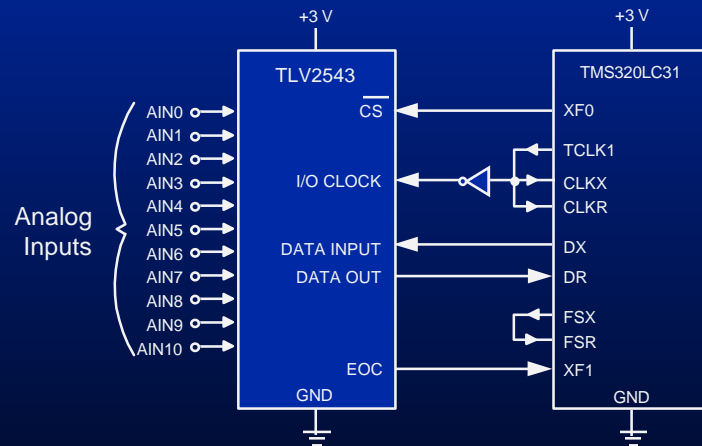 +3 V
+3 V
TLV2543
TMS320LC31
Analog
Inputs
AIN0
AIN1
AIN2
AIN3
AIN4
AIN5
AIN6
AIN7
AIN8
AIN9
AIN10
CS
I/O CLOCK
DATA INPUT
DATA OUT
EOC
GND
XF0
TCLK1
CLKX
CLKR
DX
DR
FSX
FSR
XF1
GND